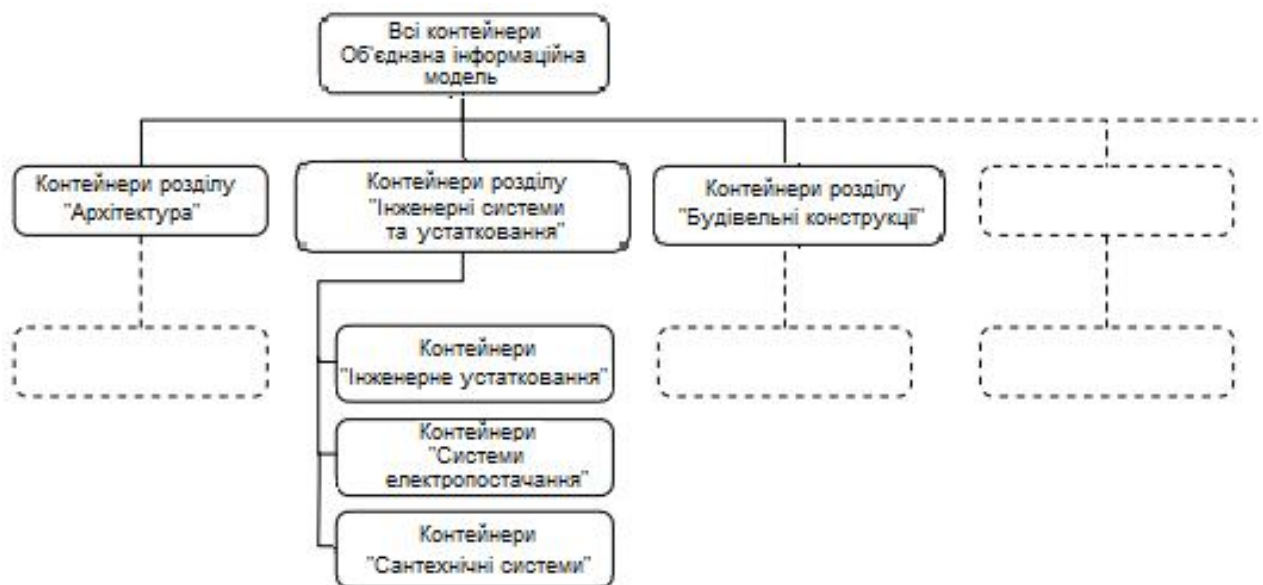 Всі контейнери
Об'єднана інформаційна
модель
Контейнери розділу
"Архітектура"
Контейнери розділу
"Інженерні системи
та устатковання"
Контейнери розділу
"Будівельні конструкції"
Контейнери
"Інженерне устатковання"
Контейнери
"Системи
електропостачання"
Контейнери
"Сантехнічні системи"